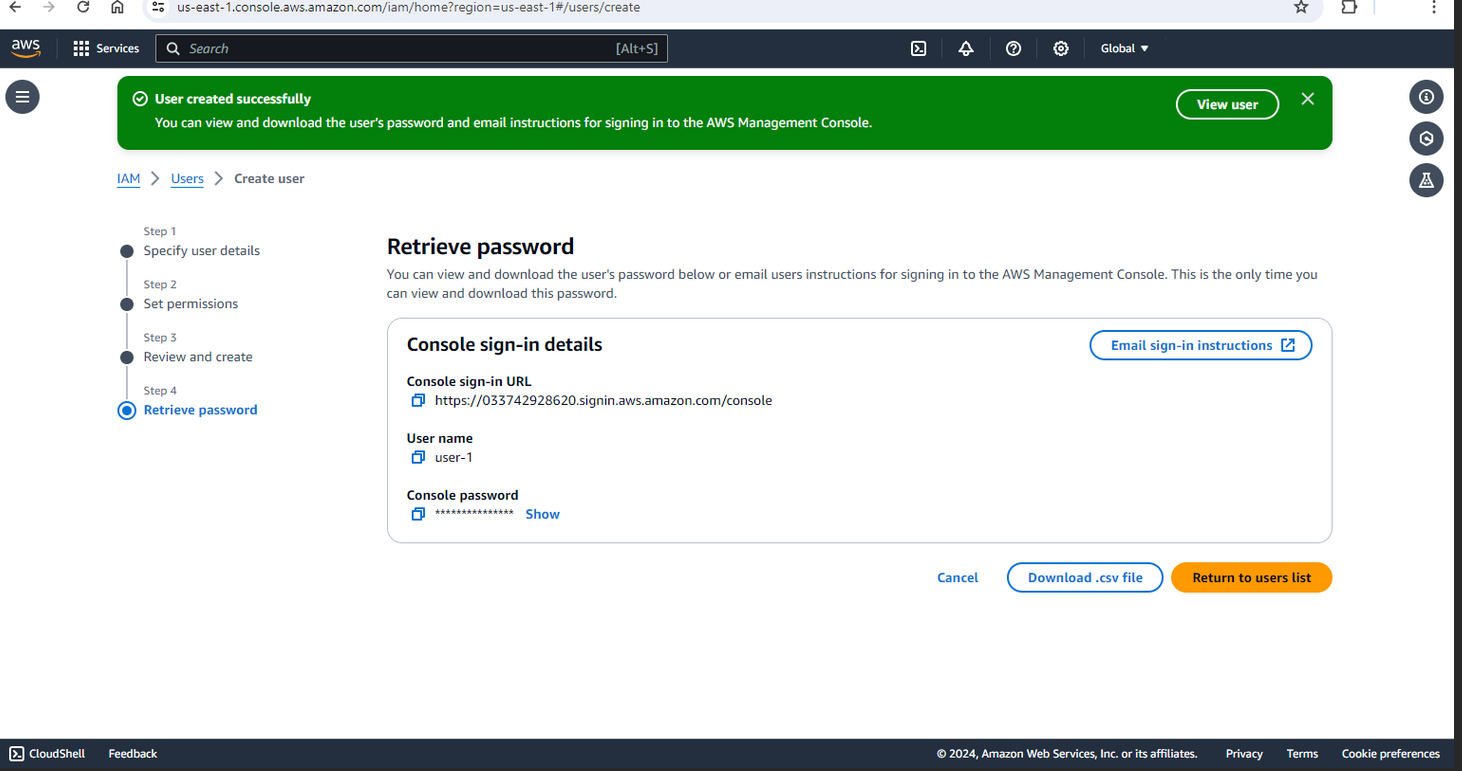 us-east-1.console.aws.amazon.com/iam/home?region=us-east-1#/users/create
aws Services Search [Alt+S] Global
User created successfully
View user
You can view and download the user's password and email instructions for signing in to the AWS Management Console.
IAM Users Create user
Step 1
Specify user details
Step 2
Set permissions
Step 3
Review and create
Step 4
Retrieve password
Retrieve password
You can view and download the user's password below or email users instructions for signing in to the AWS Management Console. This is the only time you
can view and download this password.
Console sign-in details
Email sign-in instructions
Console sign-in URL
https://033742928620.signin.aws.amazon.com/console
User name
user-1
Console password
*************** Show
Cancel Download .csv file Return to users list
CloudShell Feedback © 2024, Amazon Web Services, Inc. or its affiliates. Privacy Terms Cookie preferences